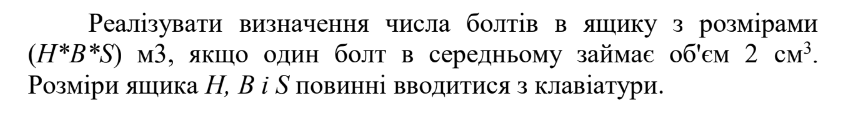 Реалізувати визначення числа болтів в ящику з розмірами
(H*B*S) м3, якщо один болт в середньому займає об'єм 2 см³.
Розміри ящика H, B і S повинні вводитися з клавіатури.